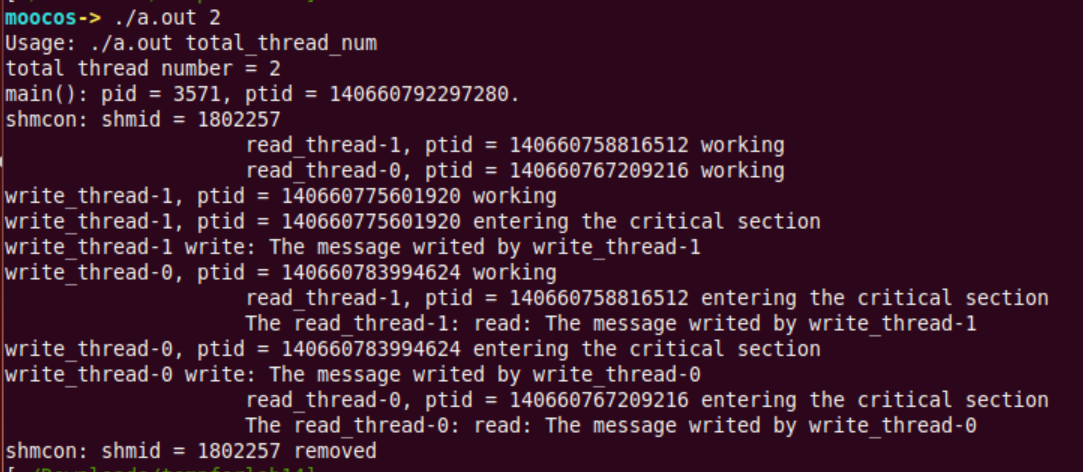 moocos-> ./a.out 2
Usage: ./a.out total_thread_num
total thread number = 2
main(): pid = 3571, ptid = 140660792297280.
shmcon: shmid = 1802257
read_thread-1, ptid = 140660758816512 working
read_thread-0, ptid = 140660767209216 working
write_thread-1, ptid = 140660775601920 working
write_thread-1, ptid = 140660775601920 entering the critical section
write_thread-1 write: The message writed by write_thread-1
write_thread-0, ptid = 140660783994624 working
read_thread-1, ptid = 140660758816512 entering the critical section
The read_thread-1: read: The message writed by write_thread-1
write_thread-0, ptid = 140660783994624 entering the critical section
write_thread-0 write: The message writed by write_thread-0
read_thread-0, ptid = 140660767209216 entering the critical section
The read_thread-0: read: The message writed by write_thread-0
shmcon: shmid = 1802257 removed